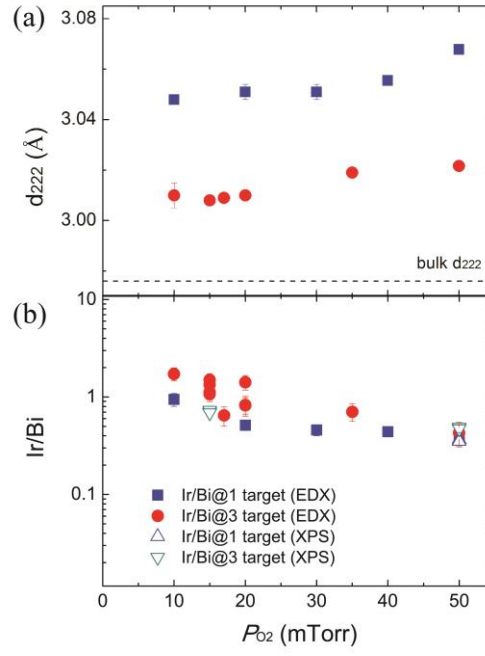 (a)
3.08
3.04
3.00
d222 (Å)
bulk d222
(b)
10
1
0.1
Ir/Bi
Ir/Bi@1 target (EDX)
Ir/Bi@3 target (EDX)
Ir/Bi@1 target (XPS)
Ir/Bi@3 target (XPS)
0 10 20 30 40 50
PO2 (mTorr)